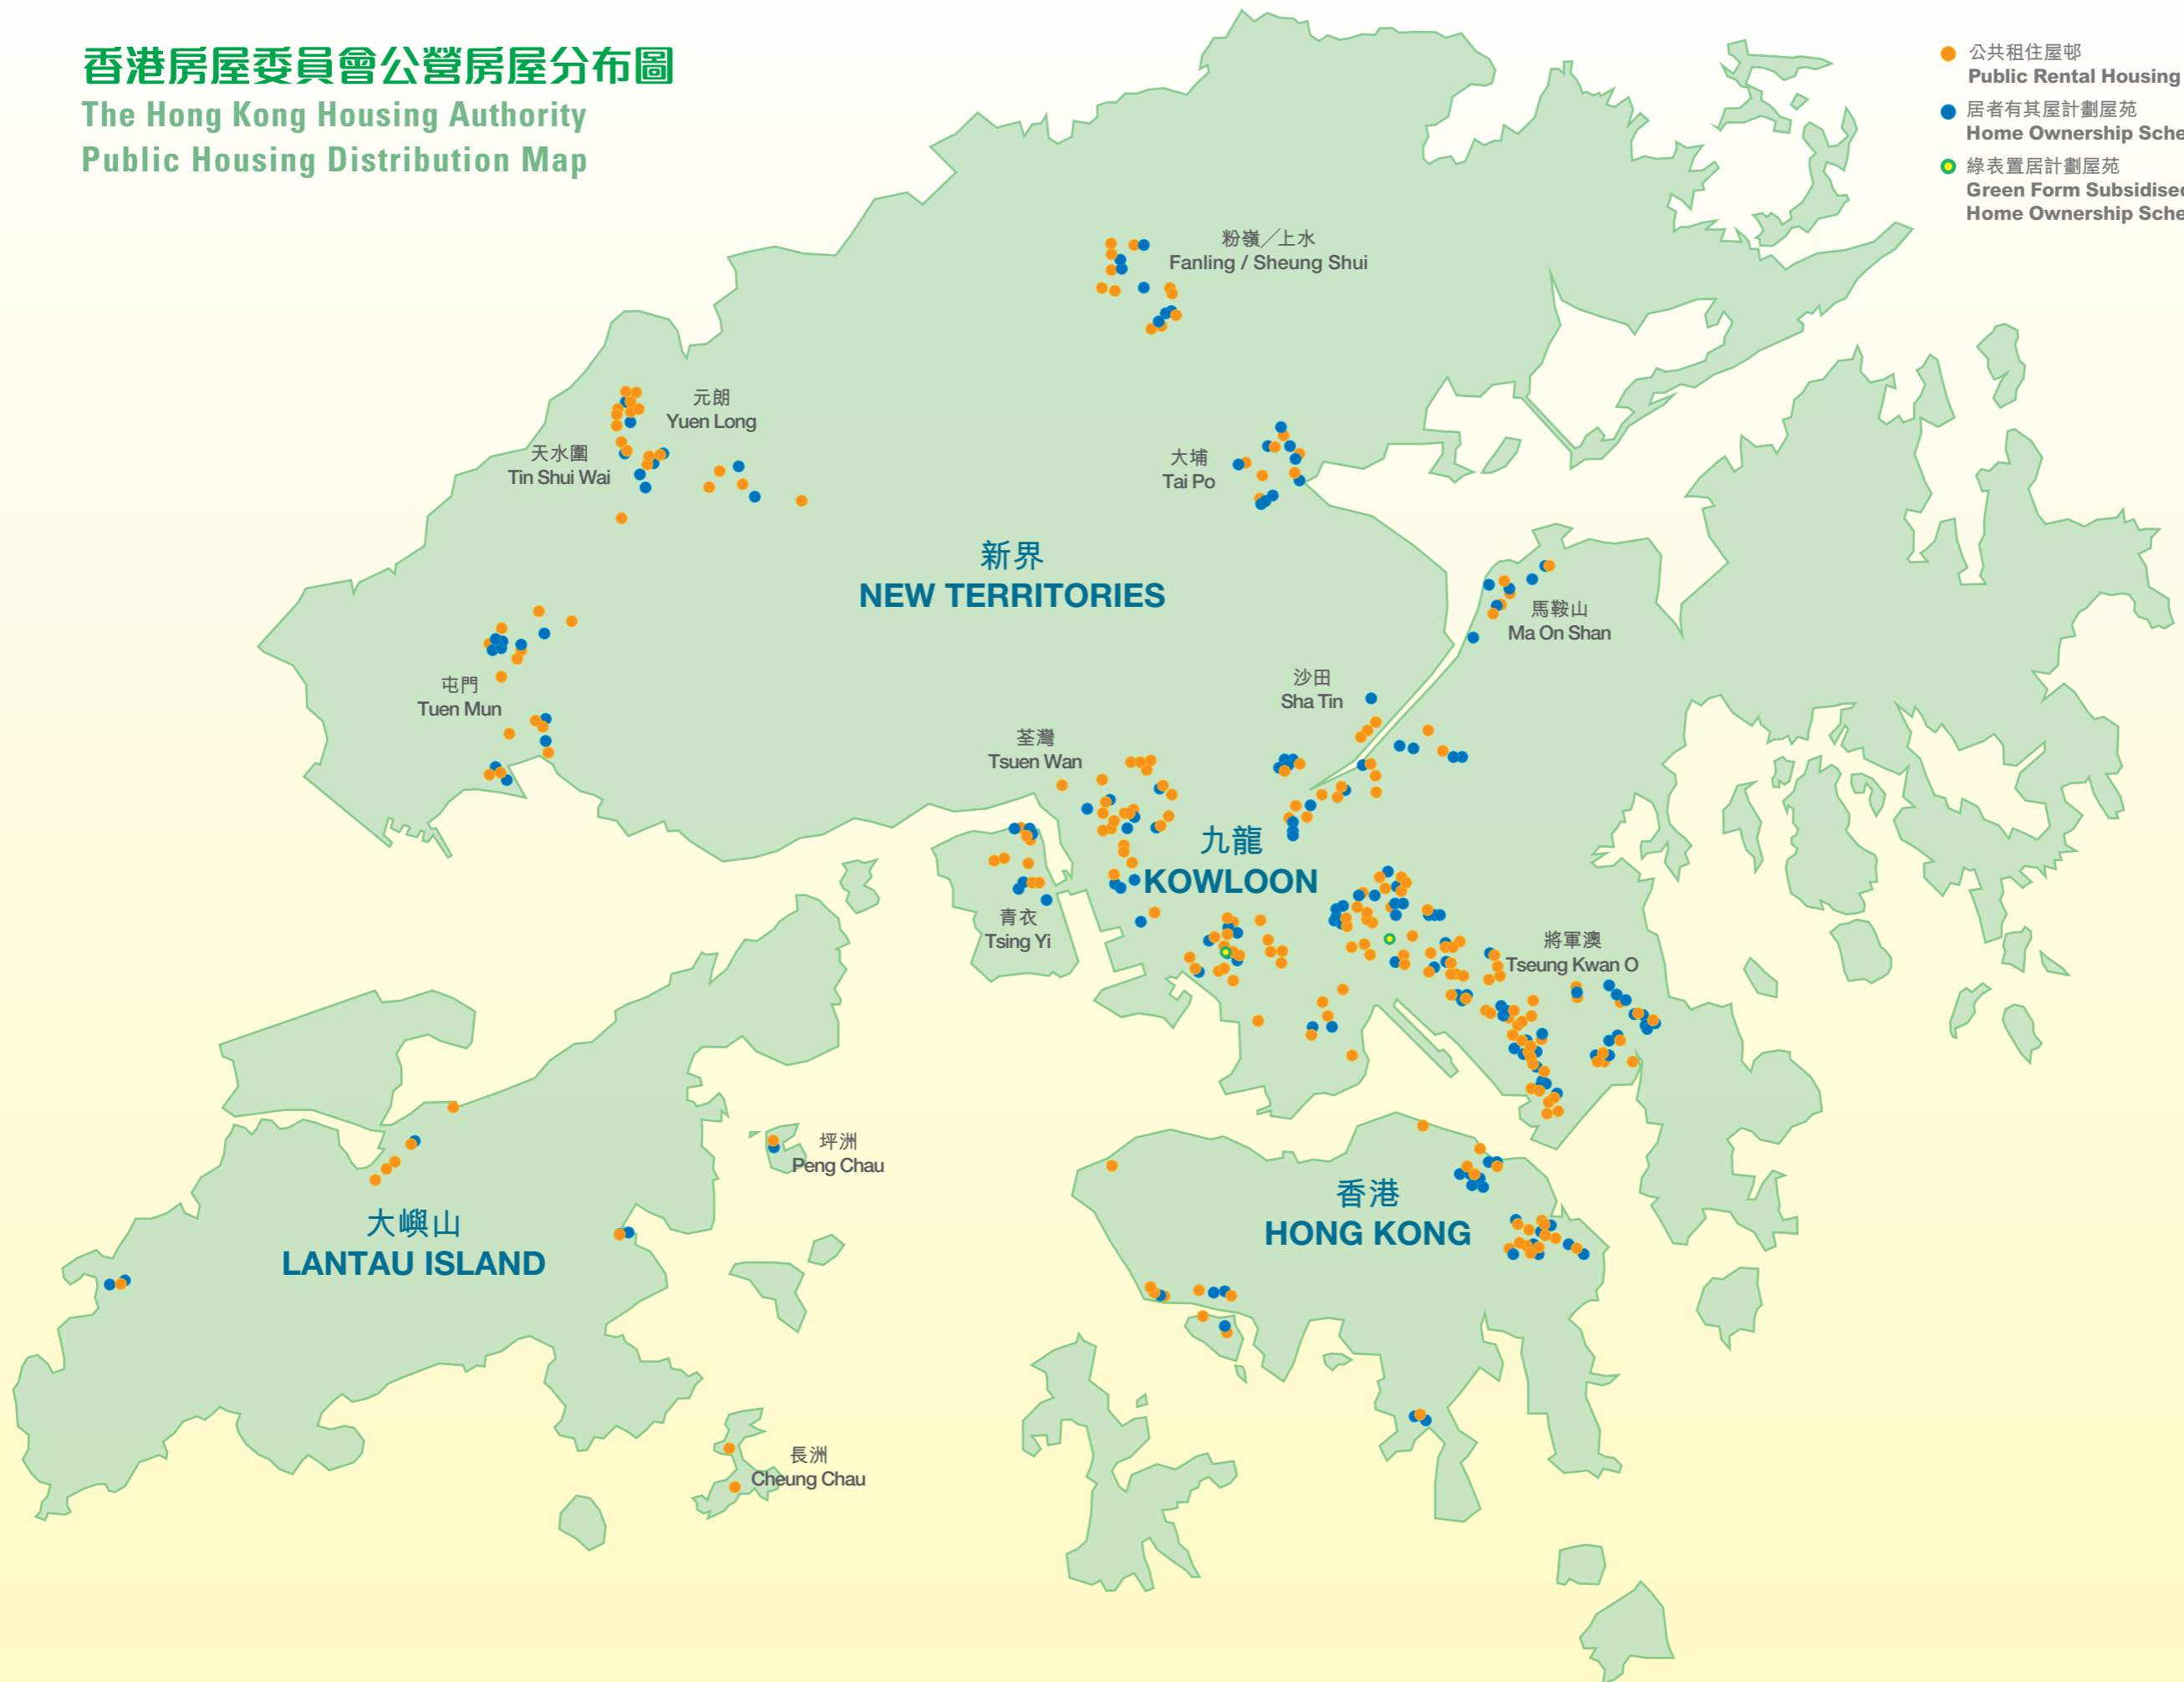 香港房屋委員會公營房屋分布圖
The Hong Kong Housing Authority
Public Housing Distribution Map
公共租住屋邨
Public Rental Housing
居者有其屋計劃屋苑
Home Ownership Sche
綠表置居計劃屋苑
Green Form Subsidised
Home Ownership Sche
粉嶺／上水
Fanling / Sheung Shui
元朗
Yuen Long
天水圍
Tin Shui Wai
大埔
Tai Po
新界
NEW TERRITORIES
馬鞍山
Ma On Shan
屯門
Tuen Mun
沙田
Sha Tin
荃灣
Tsuen Wan
九龍
KOWLOON
青衣
Tsing Yi
將軍澳
Tseung Kwan O
坪洲
Peng Chau
香港
HONG KONG
大嶼山
LANTAU ISLAND
長洲
Cheung Chau